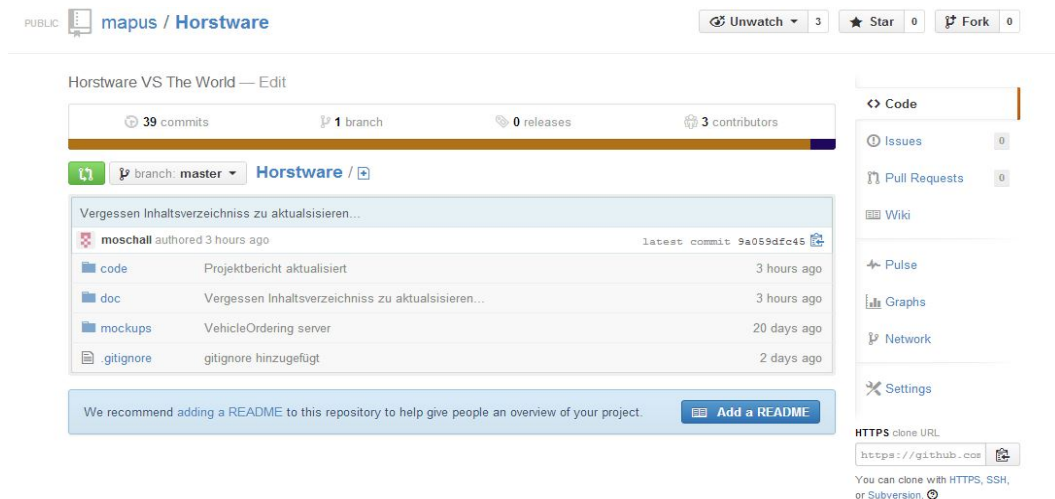 PUBLIC mapus / Horstware Unwatch 3 Star 0 Fork 0
Horstware VS The World — Edit
39 commits 1 branch 0 releases 3 contributors
branch: master Horstware /
Vergessen Inhaltsverzeichniss zu aktualsisieren...
moschall authored 3 hours ago latest commit 9a059dfc45
code Projektbericht aktualisiert 3 hours ago
doc Vergessen Inhaltsverzeichniss zu aktualsisieren... 3 hours ago
mockups VehicleOrdering server 20 days ago
.gitignore gitignore hinzugefügt 2 days ago
We recommend adding a README to this repository to help give people an overview of your project. Add a README
Code
Issues 0
Pull Requests 0
Wiki
Pulse
Graphs
Network
Settings
HTTPS clone URL
https://github.com
You can clone with HTTPS, SSH,
or Subversion.